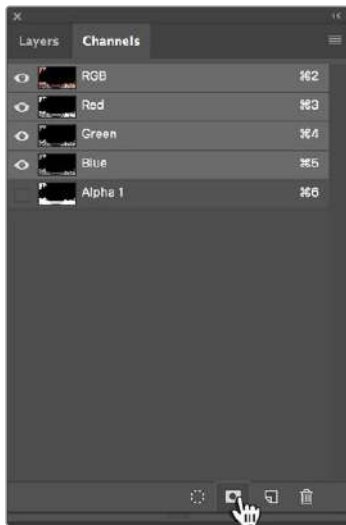 Layers Channels
RGB ⌘2
Red ⌘3
Green ⌘4
Blue ⌘5
Alpha 1 ⌘6